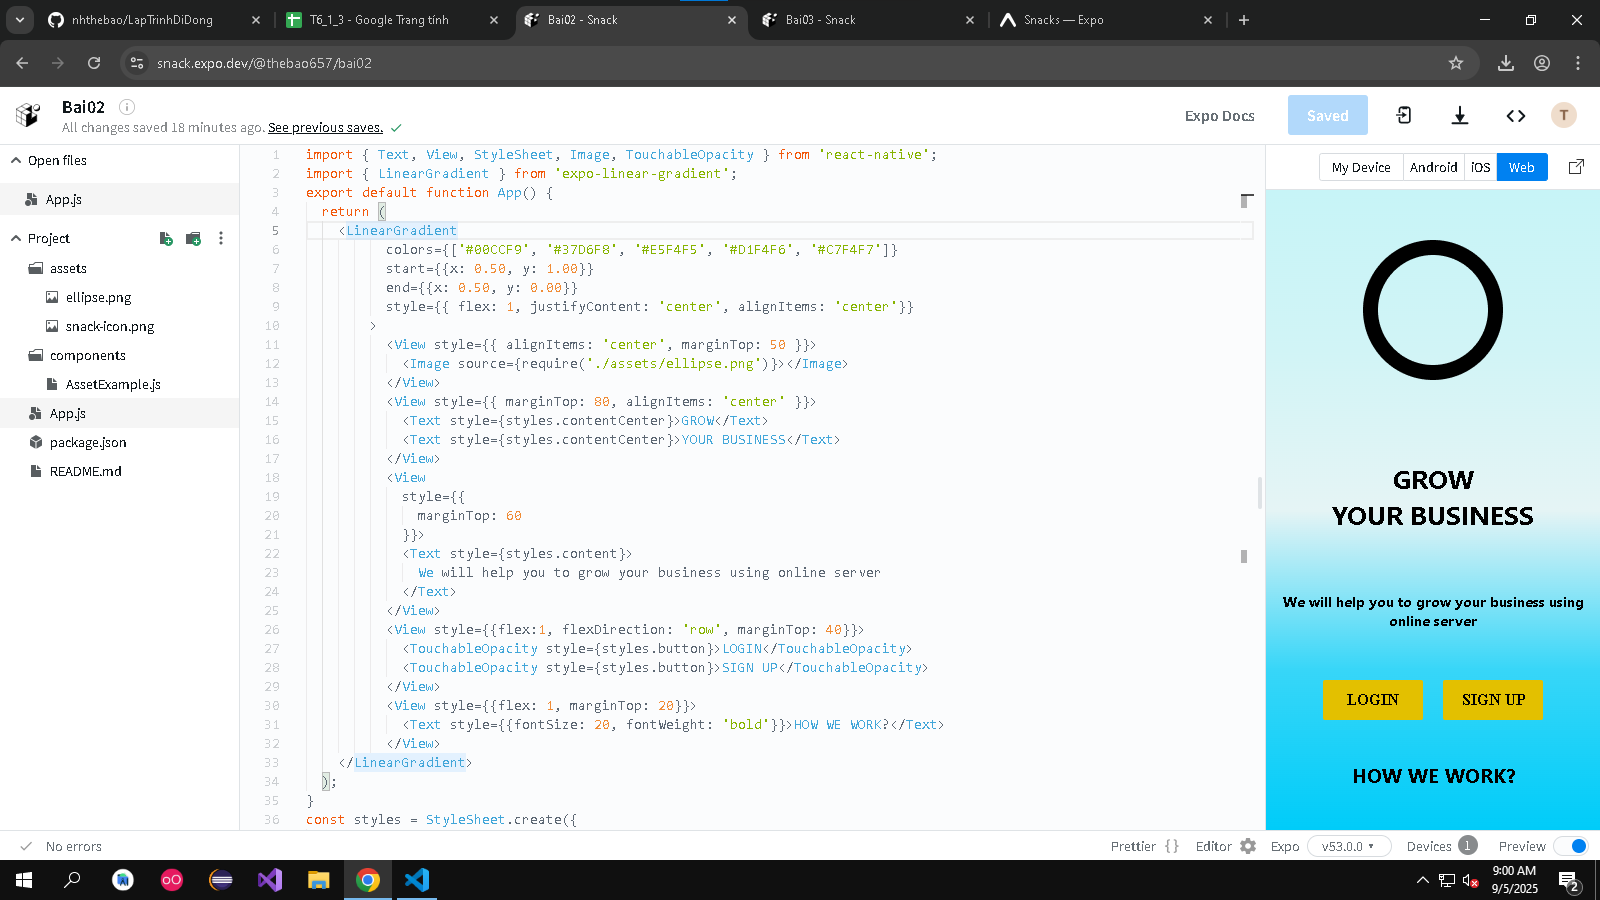 nhthebao/LapTrinhDiDong
T6_1_3 - Google Trang tính
Bai02 - Snack
Bai03 - Snack
Snacks — Expo
snack.expo.dev/@thebao657/bai02
Bai02
All changes saved 18 minutes ago. See previous saves.
Expo Docs
Saved
T
Open files
App.js
Project
assets
ellipse.png
snack-icon.png
components
AssetExample.js
App.js
package.json
README.md
1 import { Text, View, StyleSheet, Image, TouchableOpacity } from 'react-native';
2 import { LinearGradient } from 'expo-linear-gradient';
3 export default function App() {
4 return (
5 <LinearGradient
6 colors={['#00CCF9', '#37D6F8', '#E5F4F5', '#D1F4F6', '#C7F4F7']}
7 start={{x: 0.50, y: 1.00}}
8 end={{x: 0.50, y: 0.00}}
9 style={{ flex: 1, justifyContent: 'center', alignItems: 'center'}}
10 >
11 <View style={{ alignItems: 'center', marginTop: 50 }}>
12 <Image source={require('./assets/ellipse.png')}></Image>
13 </View>
14 <View style={{ marginTop: 80, alignItems: 'center' }}>
15 <Text style={styles.contentCenter}>GROW</Text>
16 <Text style={styles.contentCenter}>YOUR BUSINESS</Text>
17 </View>
18 <View
19 style={{
20 marginTop: 60
21 }}>
22 <Text style={styles.content}>
23 We will help you to grow your business using online server
24 </Text>
25 </View>
26 <View style={{flex:1, flexDirection: 'row', marginTop: 40}}>
27 <TouchableOpacity style={styles.button}>LOGIN</TouchableOpacity>
28 <TouchableOpacity style={styles.button}>SIGN UP</TouchableOpacity>
29 </View>
30 <View style={{flex: 1, marginTop: 20}}>
31 <Text style={{fontSize: 20, fontWeight: 'bold'}}>HOW WE WORK?</Text>
32 </View>
33 </LinearGradient>
34 );
35 }
36 const styles = StyleSheet.create({
My Device
Android
iOS
Web
GROW
YOUR BUSINESS
We will help you to grow your business using
online server
LOGIN
SIGN UP
HOW WE WORK?
No errors
Prettier { }
Editor
Expo
v53.0.0
Devices 1
Preview
9:00 AM
9/5/2025
2